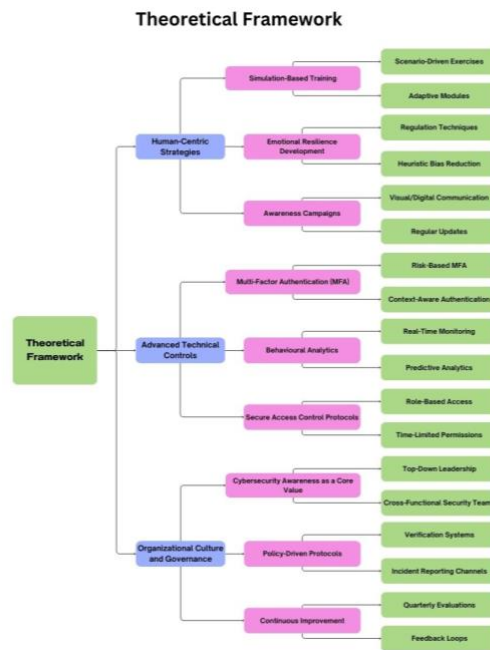 Theoretical Framework
Scenario-Driven Exercises
Simulation-Based Training
Adaptive Modules
Human-Centric
Strategies
Regulation Techniques
Emotional Resilience
Development
Heuristic Bias Reduction
Visual/Digital Communication
Awareness Campaigns
Regular Updates
Risk-Based MFA
Multi-Factor Authentication (MFA)
Context-Aware Authentication
Theoretical
Framework
Advanced Technical
Controls
Real-Time Monitoring
Behavioural Analytics
Predictive Analytics
Role-Based Access
Secure Access Control Protocols
Time-Limited Permissions
Top-Down Leadership
Cybersecurity Awareness as a Core
Value
Cross-Functional Security Team
Organizational Culture
and Governance
Verification Systems
Policy-Driven Protocols
Incident Reporting Channels
Quarterly Evaluations
Continuous Improvement
Feedback Loops